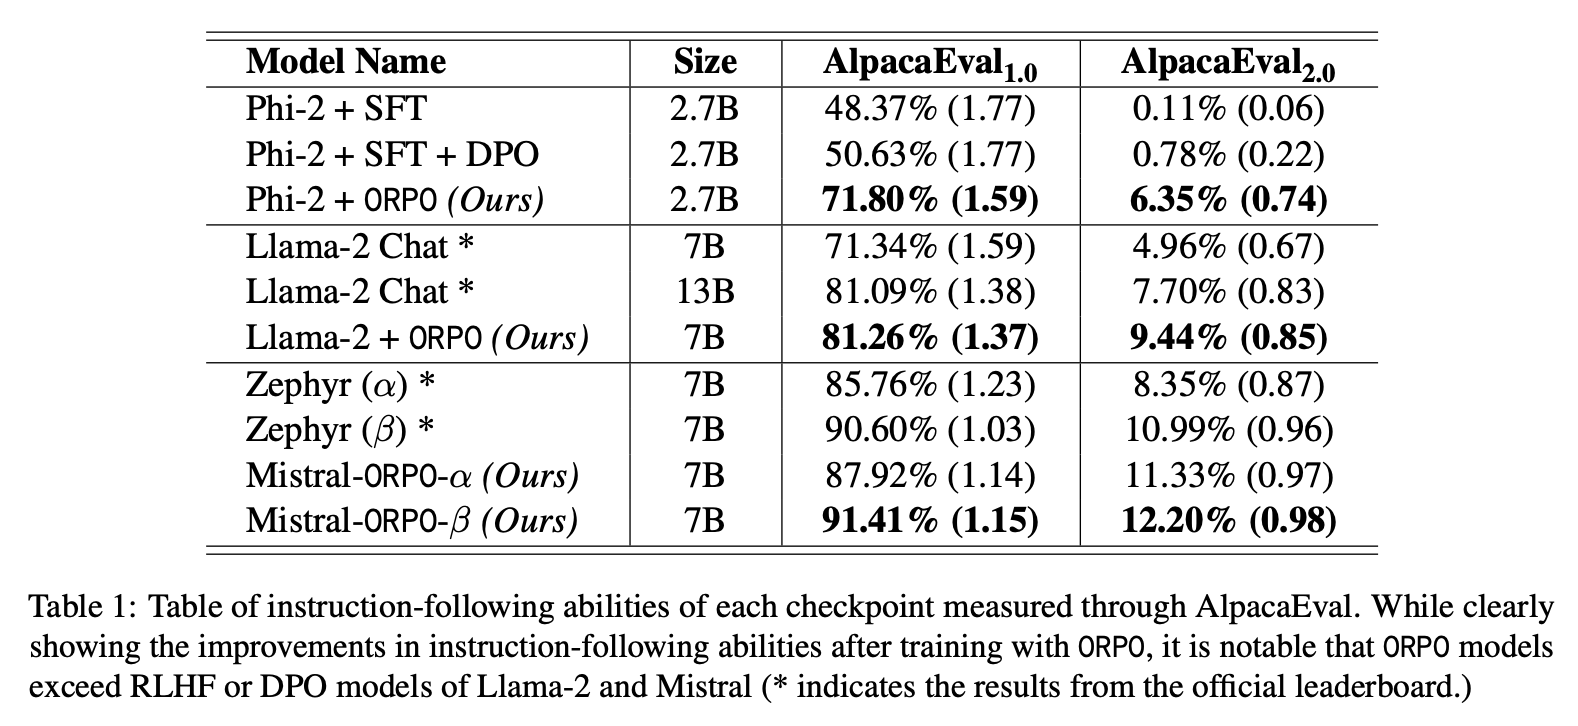 Model Name Size AlpacaEval1.0 AlpacaEval2.0
Phi-2 + SFT 2.7B 48.37% (1.77) 0.11% (0.06)
Phi-2 + SFT + DPO 2.7B 50.63% (1.77) 0.78% (0.22)
Phi-2 + ORPO (Ours) 2.7B 71.80% (1.59) 6.35% (0.74)
Llama-2 Chat * 7B 71.34% (1.59) 4.96% (0.67)
Llama-2 Chat * 13B 81.09% (1.38) 7.70% (0.83)
Llama-2 + ORPO (Ours) 7B 81.26% (1.37) 9.44% (0.85)
Zephyr (α) * 7B 85.76% (1.23) 8.35% (0.87)
Zephyr (β) * 7B 90.60% (1.03) 10.99% (0.96)
Mistral-ORPO-α (Ours) 7B 87.92% (1.14) 11.33% (0.97)
Mistral-ORPO-β (Ours) 7B 91.41% (1.15) 12.20% (0.98)
Table 1: Table of instruction-following abilities of each checkpoint measured through AlpacaEval. While clearly
showing the improvements in instruction-following abilities after training with ORPO, it is notable that ORPO models
exceed RLHF or DPO models of Llama-2 and Mistral (* indicates the results from the official leaderboard.)